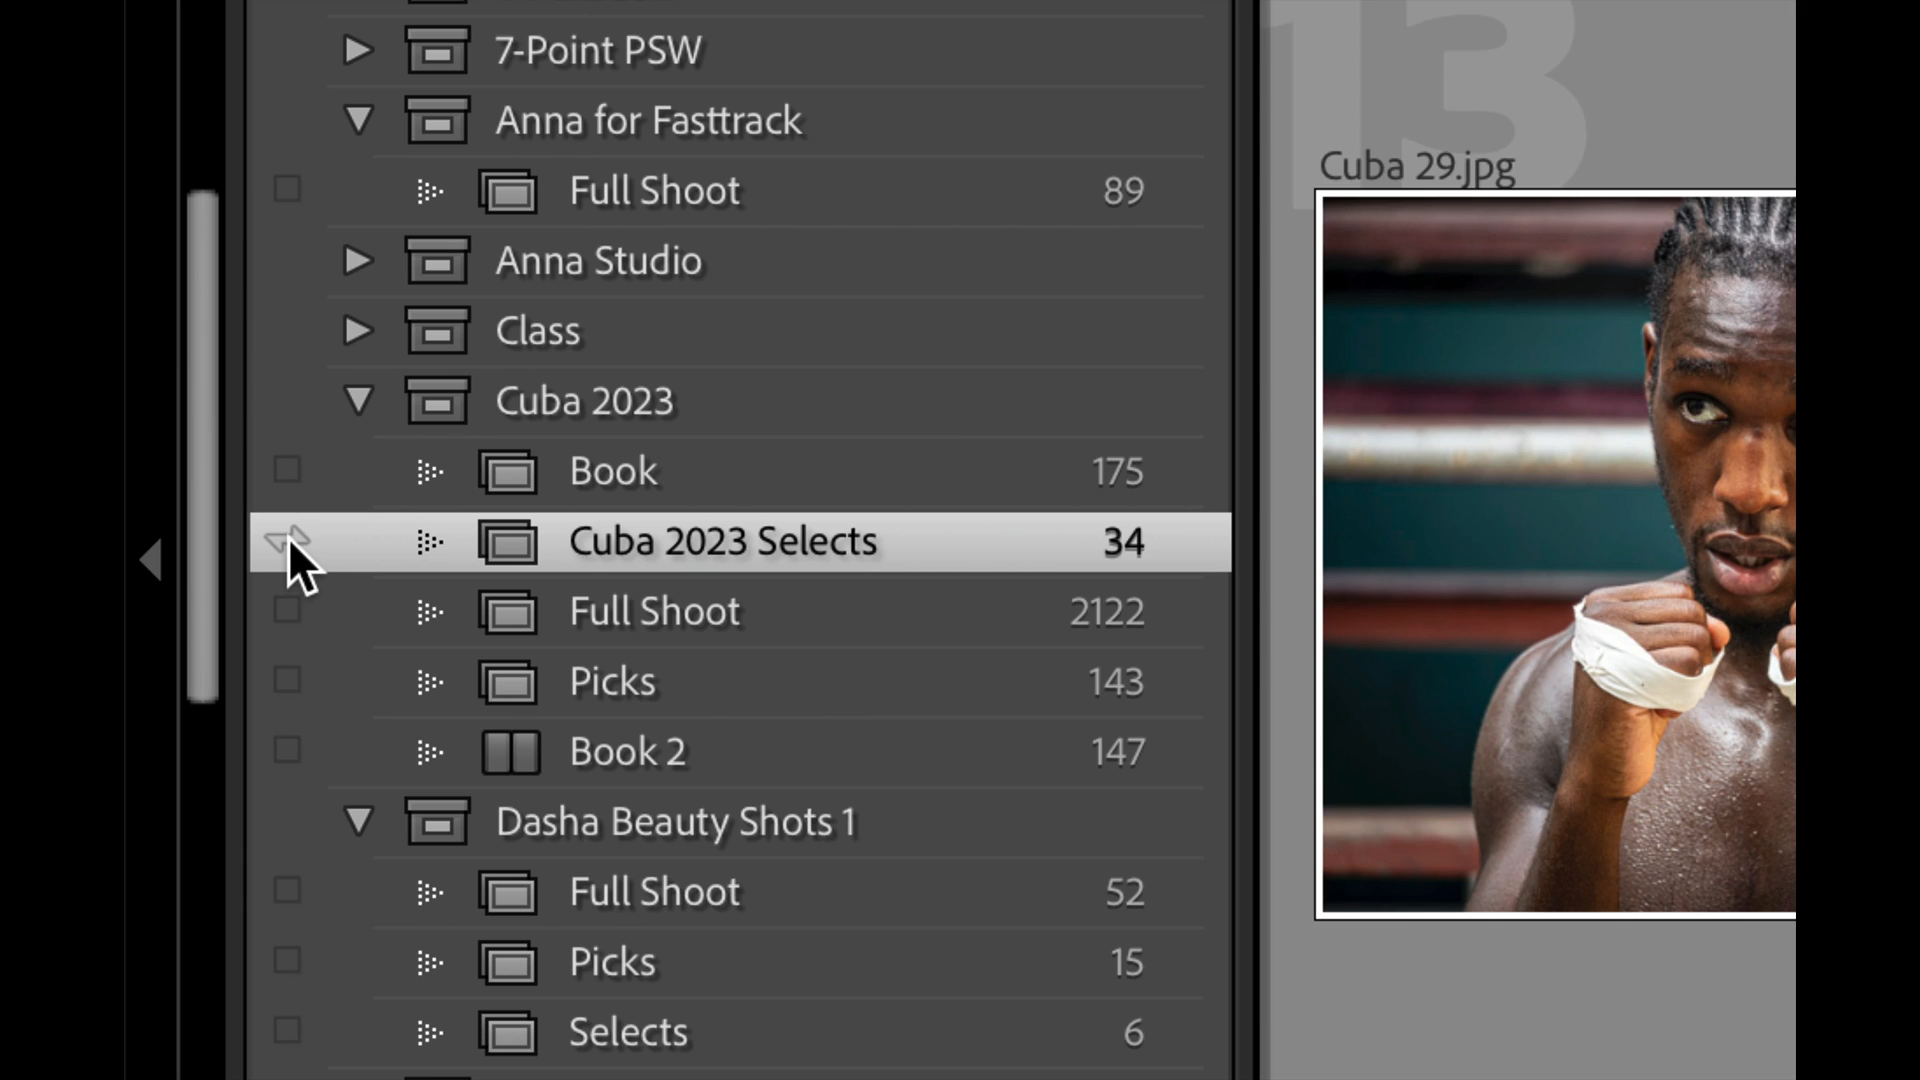 7-Point PSW
Anna for Fasttrack
Full Shoot 89
Anna Studio
Class
Cuba 2023
Book 175
Cuba 2023 Selects 34
Full Shoot 2122
Picks 143
Book 2 147
Dasha Beauty Shots 1
Full Shoot 52
Picks 15
Selects 6
13
Cuba 29.jpg